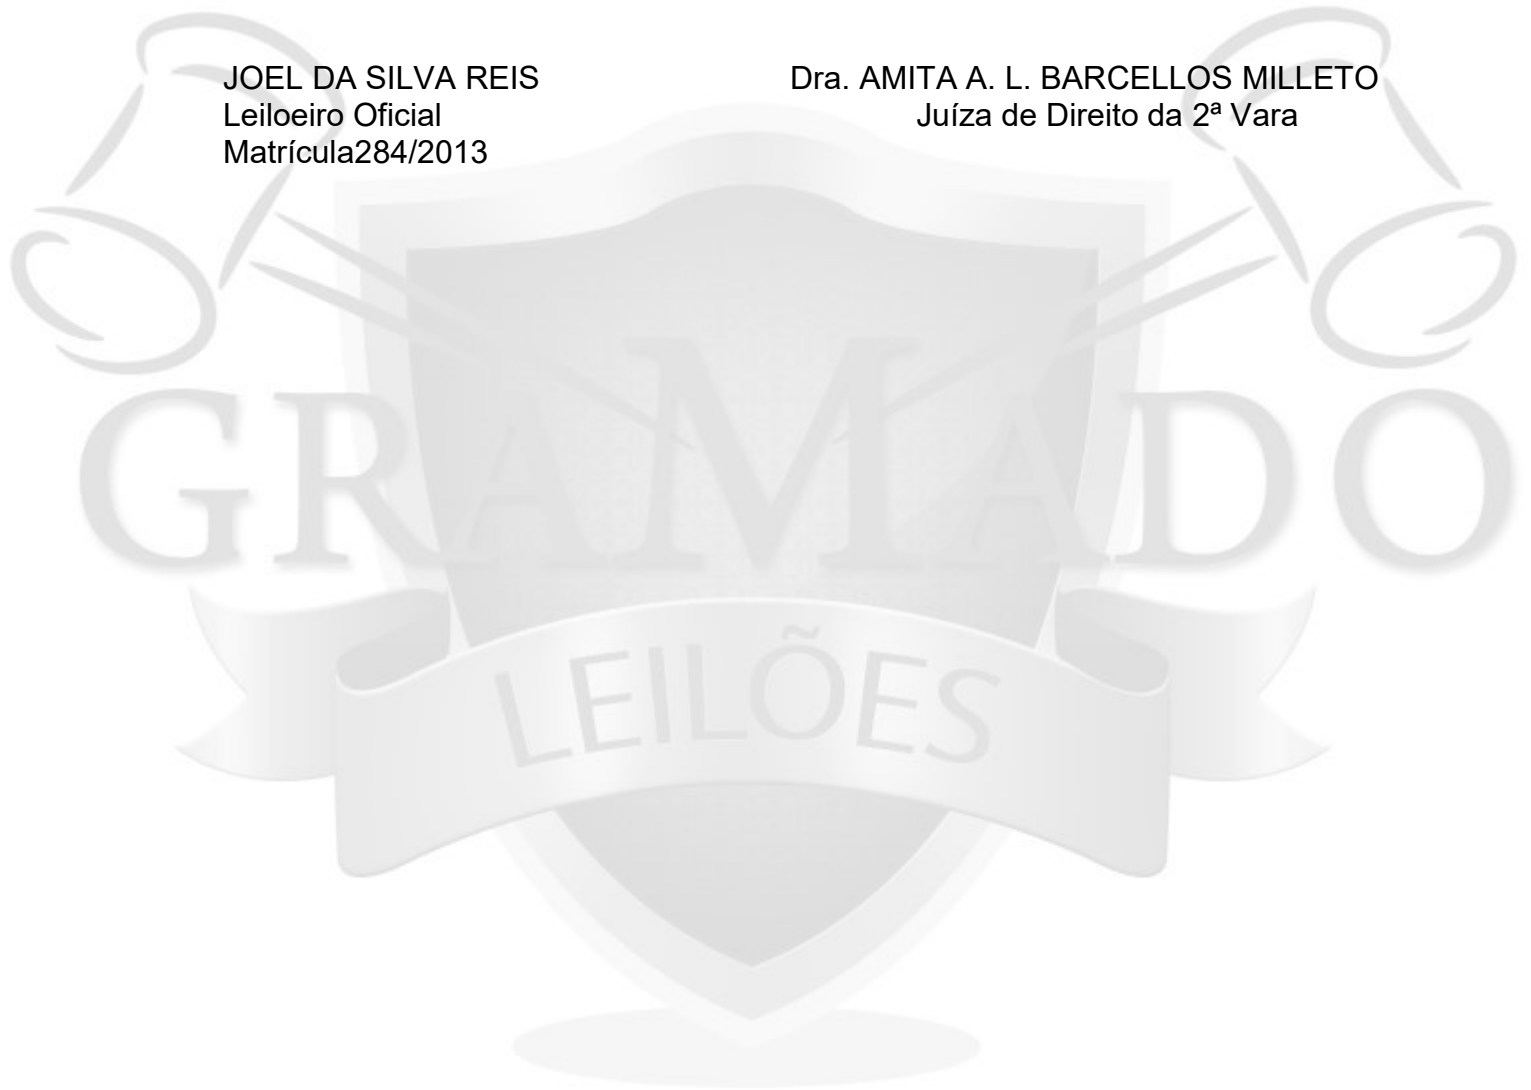 JOEL DA SILVA REIS
Leiloeiro Oficial
Matrícula284/2013
Dra. AMITA A. L. BARCELLOS MILLETO
Juíza de Direito da 2ª Vara
GRAMADO
LEILÕES